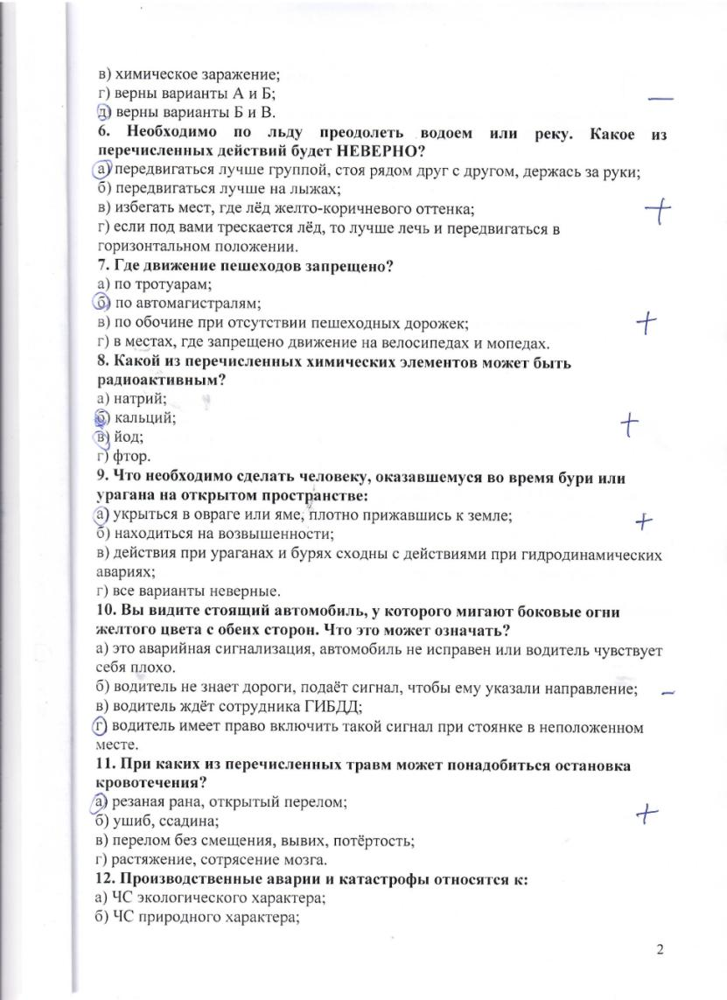 в) химическое заражение;
г) верны варианты А и Б;
д) верны варианты Б и В.
6. Необходимо по льду преодолеть водоем или реку. Какое из
перечисленных действий будет НЕВЕРНО?
а) передвигаться лучше группой, стоя рядом друг с другом, держась за руки;
б) передвигаться лучше на лыжах;
в) избегать мест, где лёд желто-коричневого оттенка;
г) если под вами трескается лёд, то лучше лечь и передвигаться в
горизонтальном положении.
7. Где движение пешеходов запрещено?
а) по тротуарам;
б) по автомагистралям;
в) по обочине при отсутствии пешеходных дорожек;
г) в местах, где запрещено движение на велосипедах и мопедах.
8. Какой из перечисленных химических элементов может быть
радиоактивным?
а) натрий;
б) кальций;
в) йод;
г) фтор.
9. Что необходимо сделать человеку, оказавшемуся во время бури или
урагана на открытом пространстве:
а) укрыться в овраге или яме, плотно прижавшись к земле;
б) находиться на возвышенности;
в) действия при ураганах и бурях сходны с действиями при гидродинамических
авариях;
г) все варианты неверные.
10. Вы видите стоящий автомобиль, у которого мигают боковые огни
желтого цвета с обеих сторон. Что это может означать?
а) это аварийная сигнализация, автомобиль не исправен или водитель чувствует
себя плохо.
б) водитель не знает дороги, подаёт сигнал, чтобы ему указали направление;
в) водитель ждёт сотрудника ГИБДД;
г) водитель имеет право включить такой сигнал при стоянке в неположенном
месте.
11. При каких из перечисленных травм может понадобиться остановка
кровотечения?
а) резаная рана, открытый перелом;
б) ушиб, ссадина;
в) перелом без смещения, вывих, потёртость;
г) растяжение, сотрясение мозга.
12. Производственные аварии и катастрофы относятся к:
а) ЧС экологического характера;
б) ЧС природного характера;
2